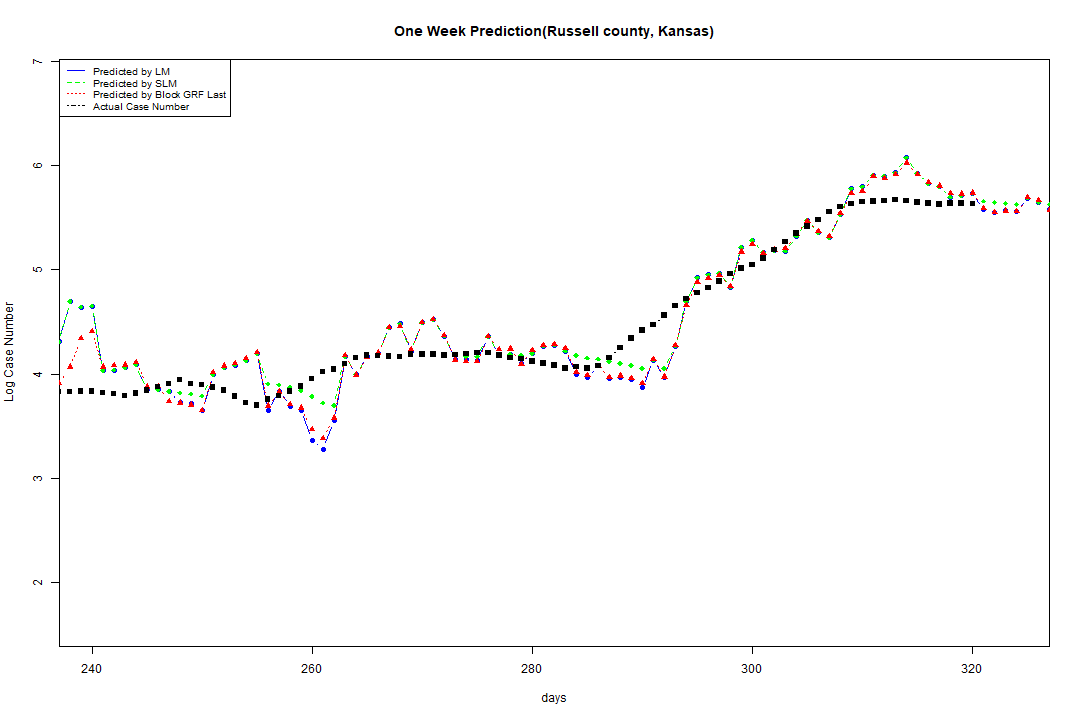 One Week Prediction(Russell county, Kansas)
Predicted by LM
Predicted by SLM
Predicted by Block GRF Last
Actual Case Number
7
6
5
4
3
2
Log Case Number
240 260 280 300 320
days